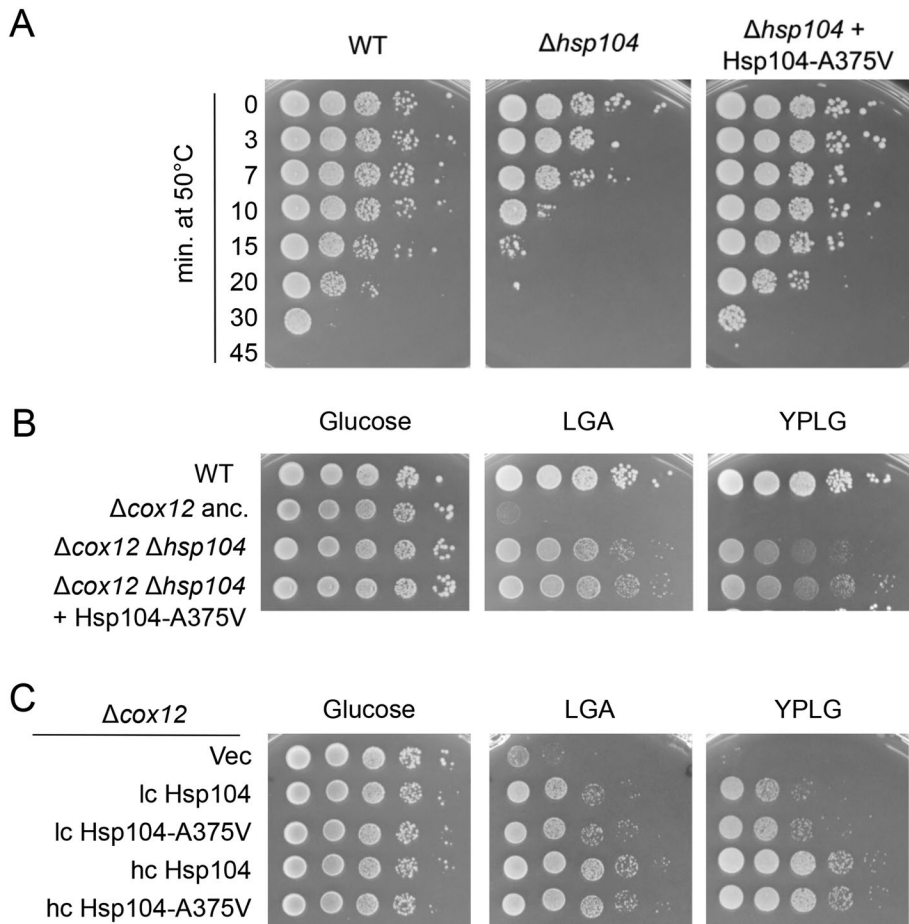 A
WT
Δhsp104
Δhsp104 +
Hsp104-A375V
min. at 50°C
0
3
7
10
15
20
30
45
B
Glucose
LGA
YPLG
WT
Δcox12 anc.
Δcox12 Δhsp104
Δcox12 Δhsp104
+ Hsp104-A375V
C
Δcox12
Glucose
LGA
YPLG
Vec
lc Hsp104
lc Hsp104-A375V
hc Hsp104
hc Hsp104-A375V